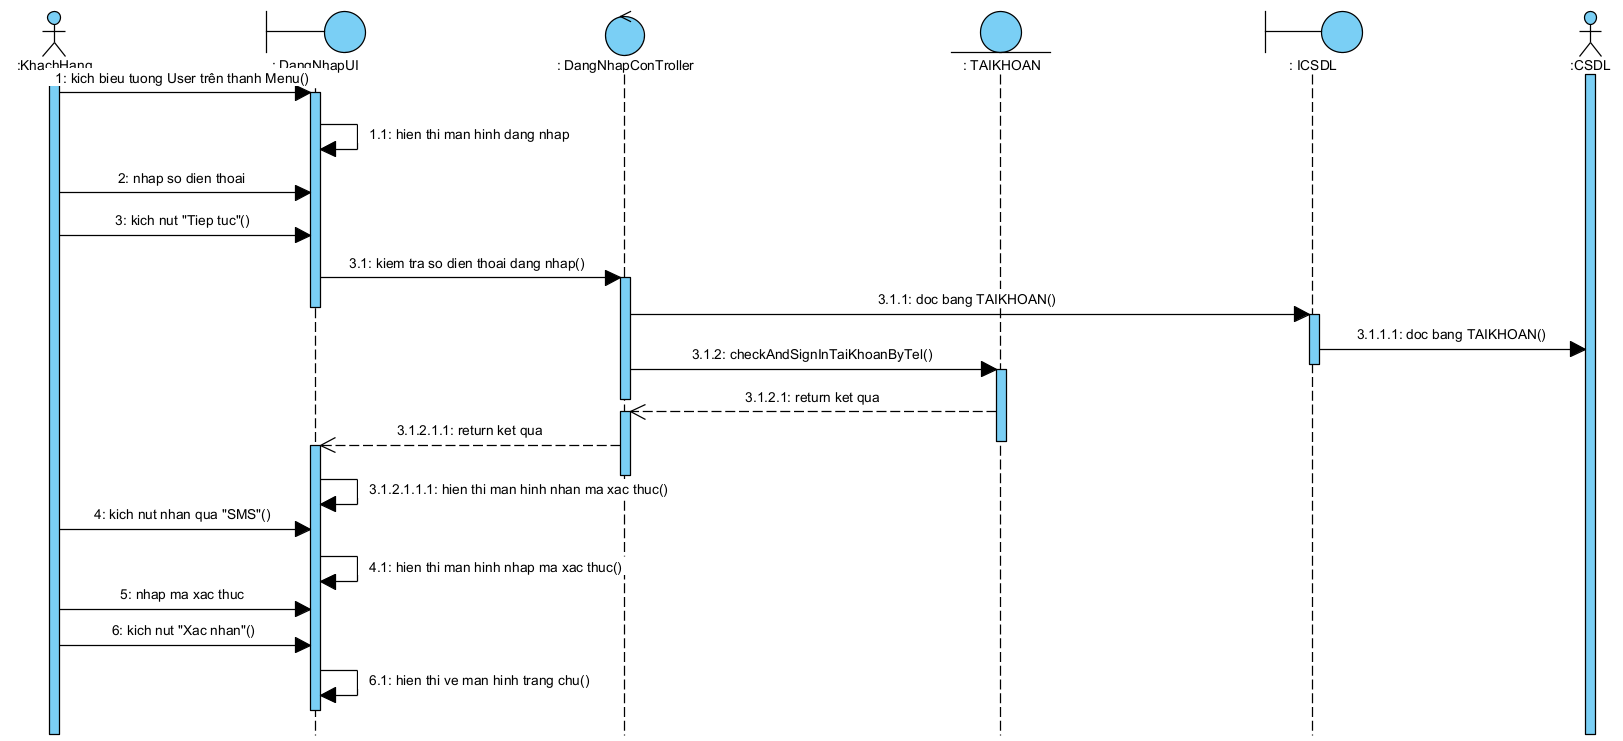 :KhachHang
: DangNhapUI
: DangNhapConTroller
: TAIKHOAN
: ICSDL
:CSDL
1: kich bieu tuong User trên thanh Menu()
1.1: hien thi man hinh dang nhap
2: nhap so dien thoai
3: kich nut "Tiep tuc"()
3.1: kiem tra so dien thoai dang nhap()
3.1.1: doc bang TAIKHOAN()
3.1.1.1: doc bang TAIKHOAN()
3.1.2: checkAndSignInTaiKhoanByTel()
3.1.2.1: return ket qua
3.1.2.1.1: return ket qua
3.1.2.1.1.1: hien thi man hinh nhan ma xac thuc()
4: kich nut nhan qua "SMS"()
4.1: hien thi man hinh nhap ma xac thuc()
5: nhap ma xac thuc
6: kich nut "Xac nhan"()
6.1: hien thi ve man hinh trang chu()